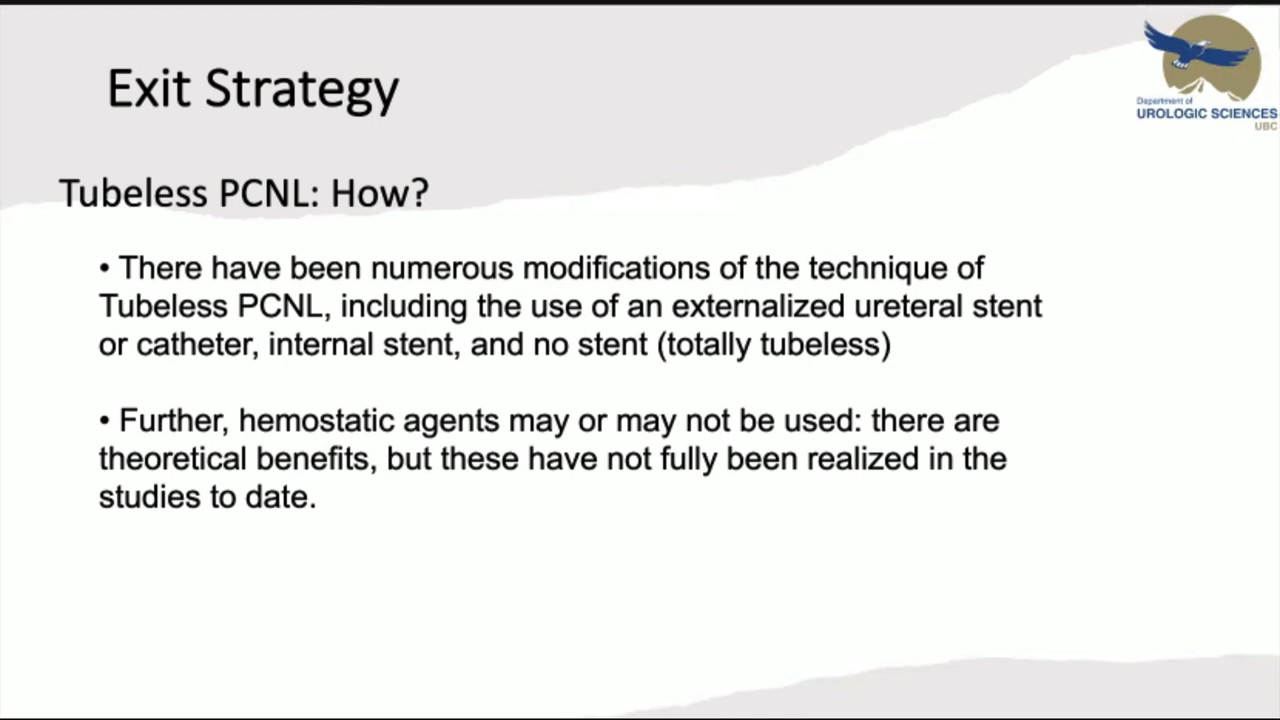 Department of
UROLOGIC SCIENCES
UBC
Exit Strategy
Tubeless PCNL: How?
• There have been numerous modifications of the technique of
Tubeless PCNL, including the use of an externalized ureteral stent
or catheter, internal stent, and no stent (totally tubeless)
• Further, hemostatic agents may or may not be used: there are
theoretical benefits, but these have not fully been realized in the
studies to date.